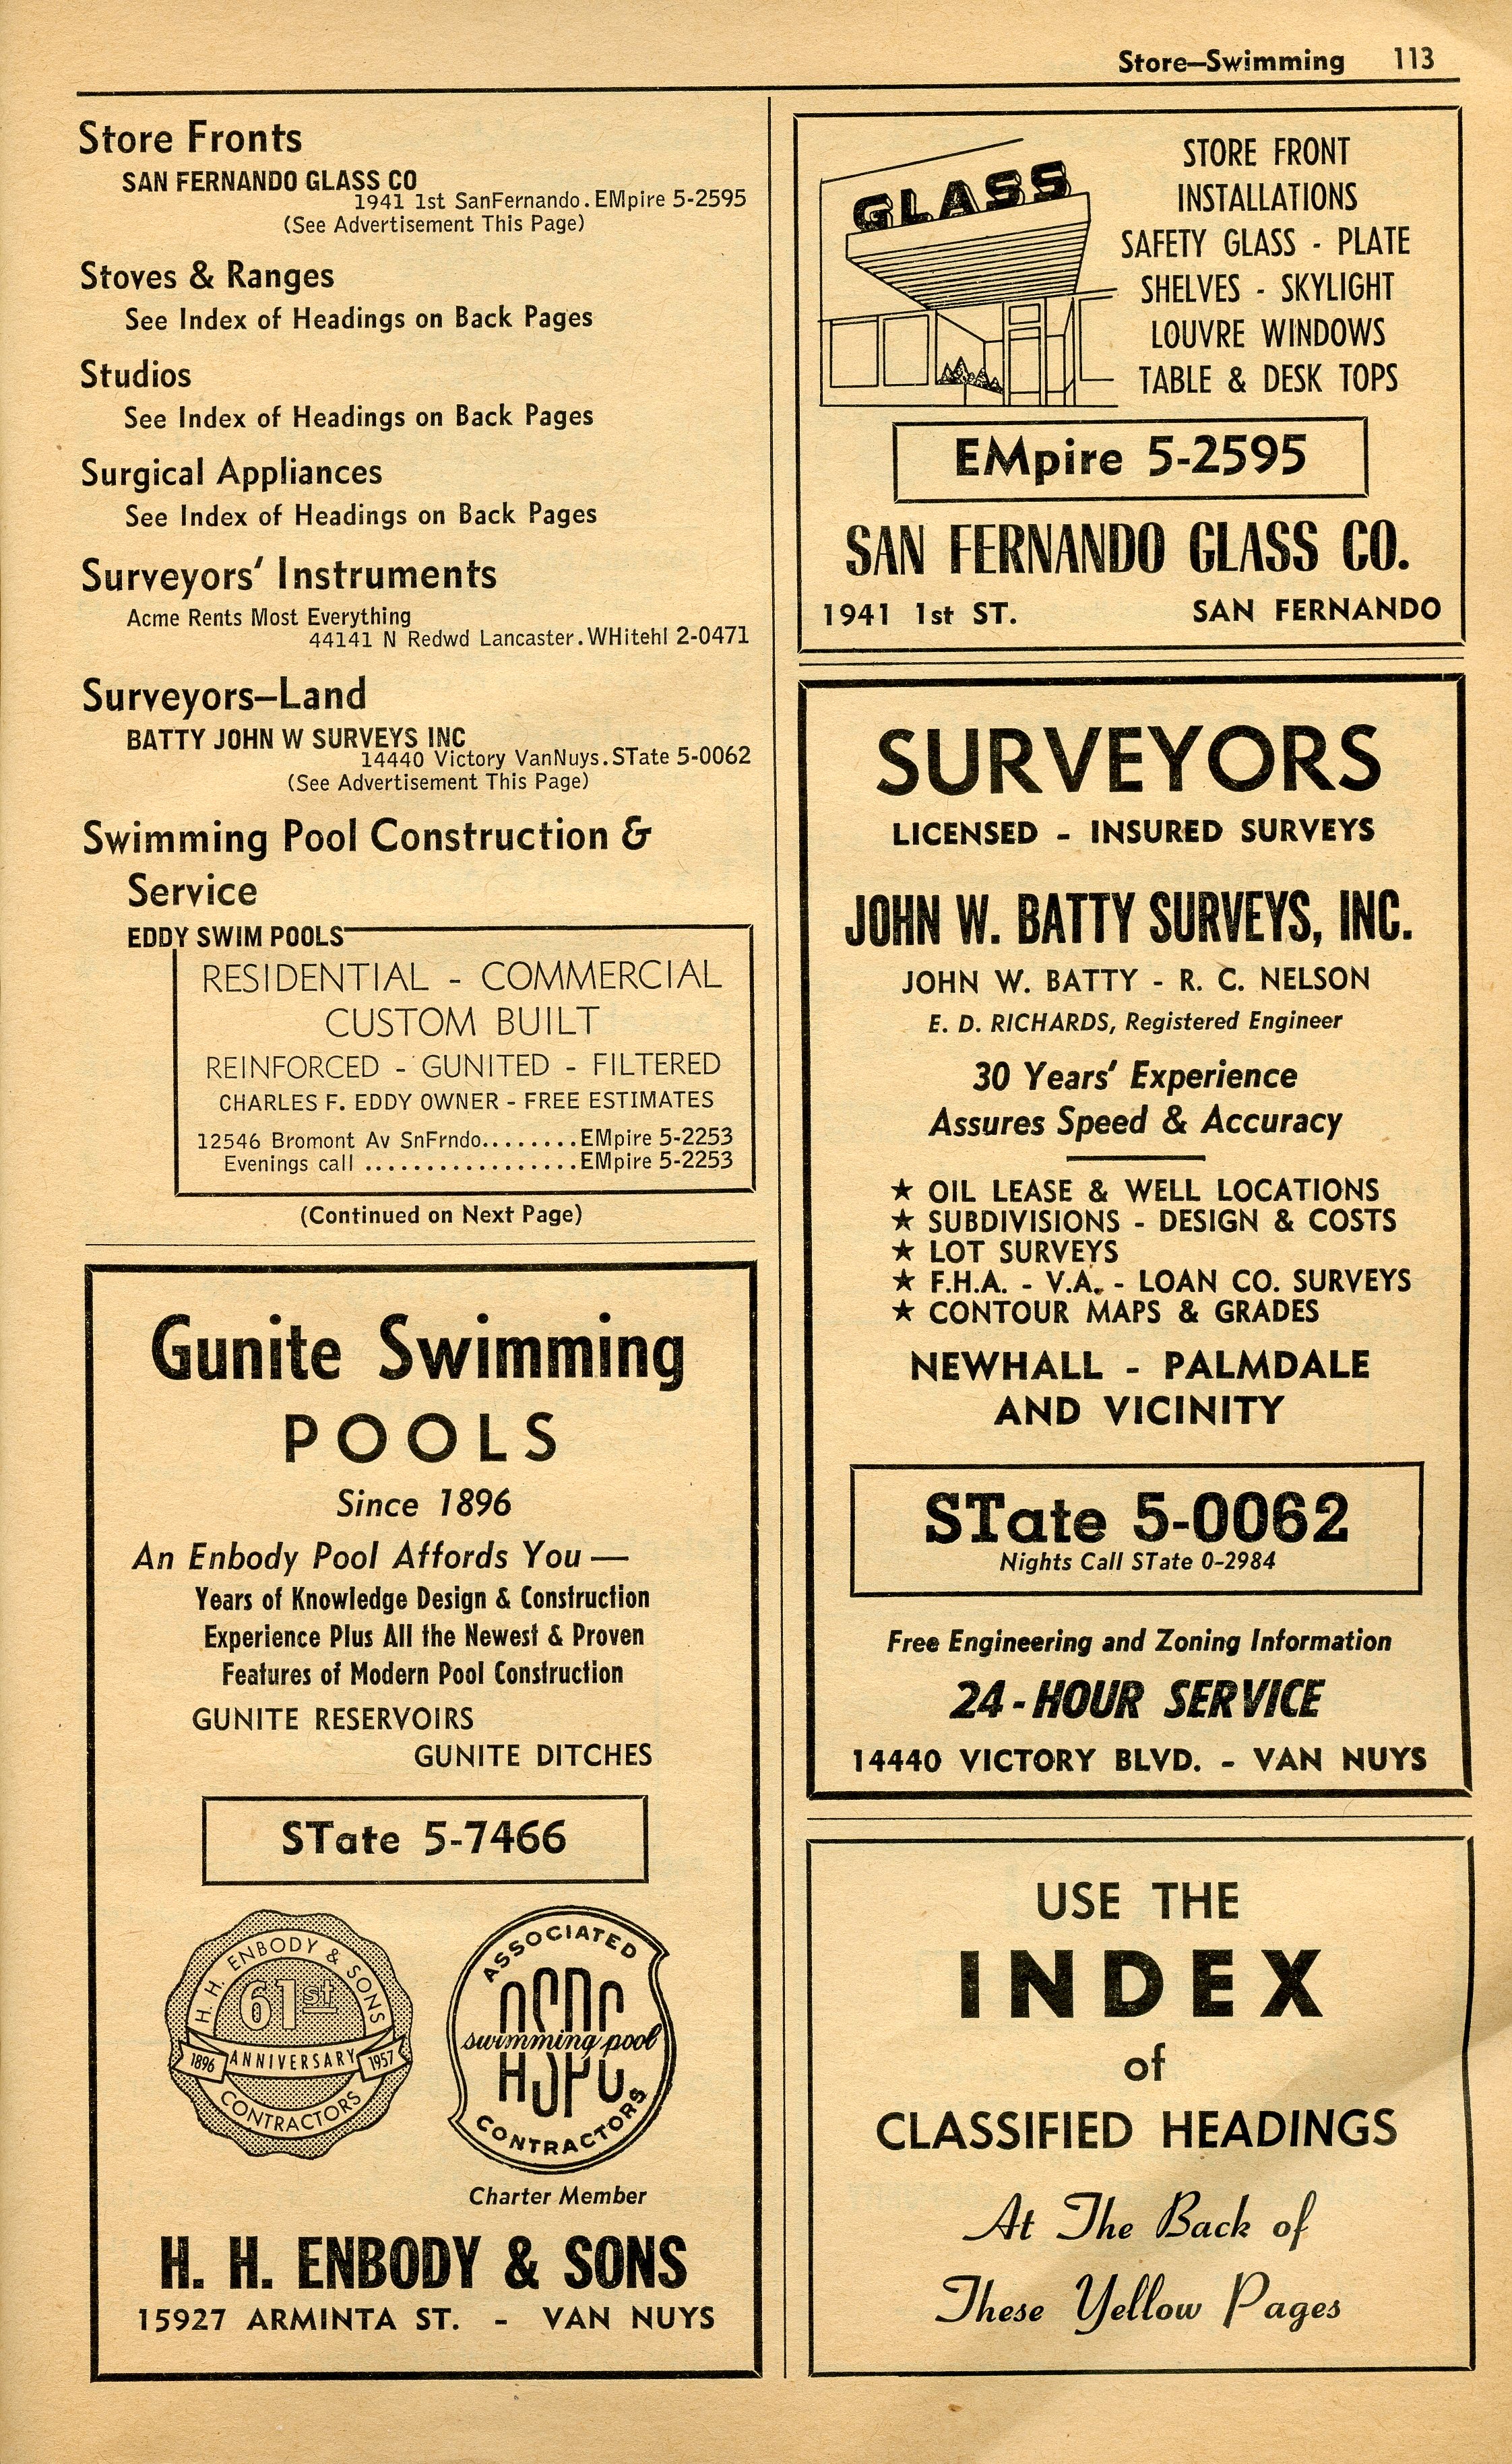 Store—Swimming 113
Store Fronts
SAN FERNANDO GLASS CO
1941 1st SanFernando.EMpire 5-2595
(See Advertisement This Page)
Stoves & Ranges
See Index of Headings on Back Pages
Studios
See Index of Headings on Back Pages
Surgical Appliances
See Index of Headings on Back Pages
Surveyors' Instruments
Acme Rents Most Everything
44141 N Redwd Lancaster.WHitehl 2-0471
Surveyors—Land
BATTY JOHN W SURVEYS INC
14440 Victory VanNuys.STate 5-0062
(See Advertisement This Page)
Swimming Pool Construction &
Service
EDDY SWIM POOLS
RESIDENTIAL - COMMERCIAL
CUSTOM BUILT
REINFORCED - GUNITED - FILTERED
CHARLES F. EDDY OWNER - FREE ESTIMATES
12546 Bromont Av SnFrndo........EMpire 5-2253
Evenings call ..................EMpire 5-2253
(Continued on Next Page)
Gunite Swimming
POOLS
Since 1896
An Enbody Pool Affords You —
Years of Knowledge Design & Construction
Experience Plus All the Newest & Proven
Features of Modern Pool Construction
GUNITE RESERVOIRS
GUNITE DITCHES
STate 5-7466
H. H. ENBODY & SONS
61st
1896 ANNIVERSARY 1957
CONTRACTORS
ASSOCIATED
swimming pool
CONTRACTORS
Charter Member
H. H. ENBODY & SONS
15927 ARMINTA ST. - VAN NUYS
GLASS
STORE FRONT
INSTALLATIONS
SAFETY GLASS - PLATE
SHELVES - SKYLIGHT
LOUVRE WINDOWS
TABLE & DESK TOPS
EMpire 5-2595
SAN FERNANDO GLASS CO.
1941 1st ST. SAN FERNANDO
SURVEYORS
LICENSED - INSURED SURVEYS
JOHN W. BATTY SURVEYS, INC.
JOHN W. BATTY - R. C. NELSON
E. D. RICHARDS, Registered Engineer
30 Years' Experience
Assures Speed & Accuracy
★ OIL LEASE & WELL LOCATIONS
★ SUBDIVISIONS - DESIGN & COSTS
★ LOT SURVEYS
★ F.H.A. - V.A. - LOAN CO. SURVEYS
★ CONTOUR MAPS & GRADES
NEWHALL - PALMDALE
AND VICINITY
STate 5-0062
Nights Call STate 0-2984
Free Engineering and Zoning Information
24-HOUR SERVICE
14440 VICTORY BLVD. - VAN NUYS
USE THE
INDEX
of
CLASSIFIED HEADINGS
At The Back of
These Yellow Pages